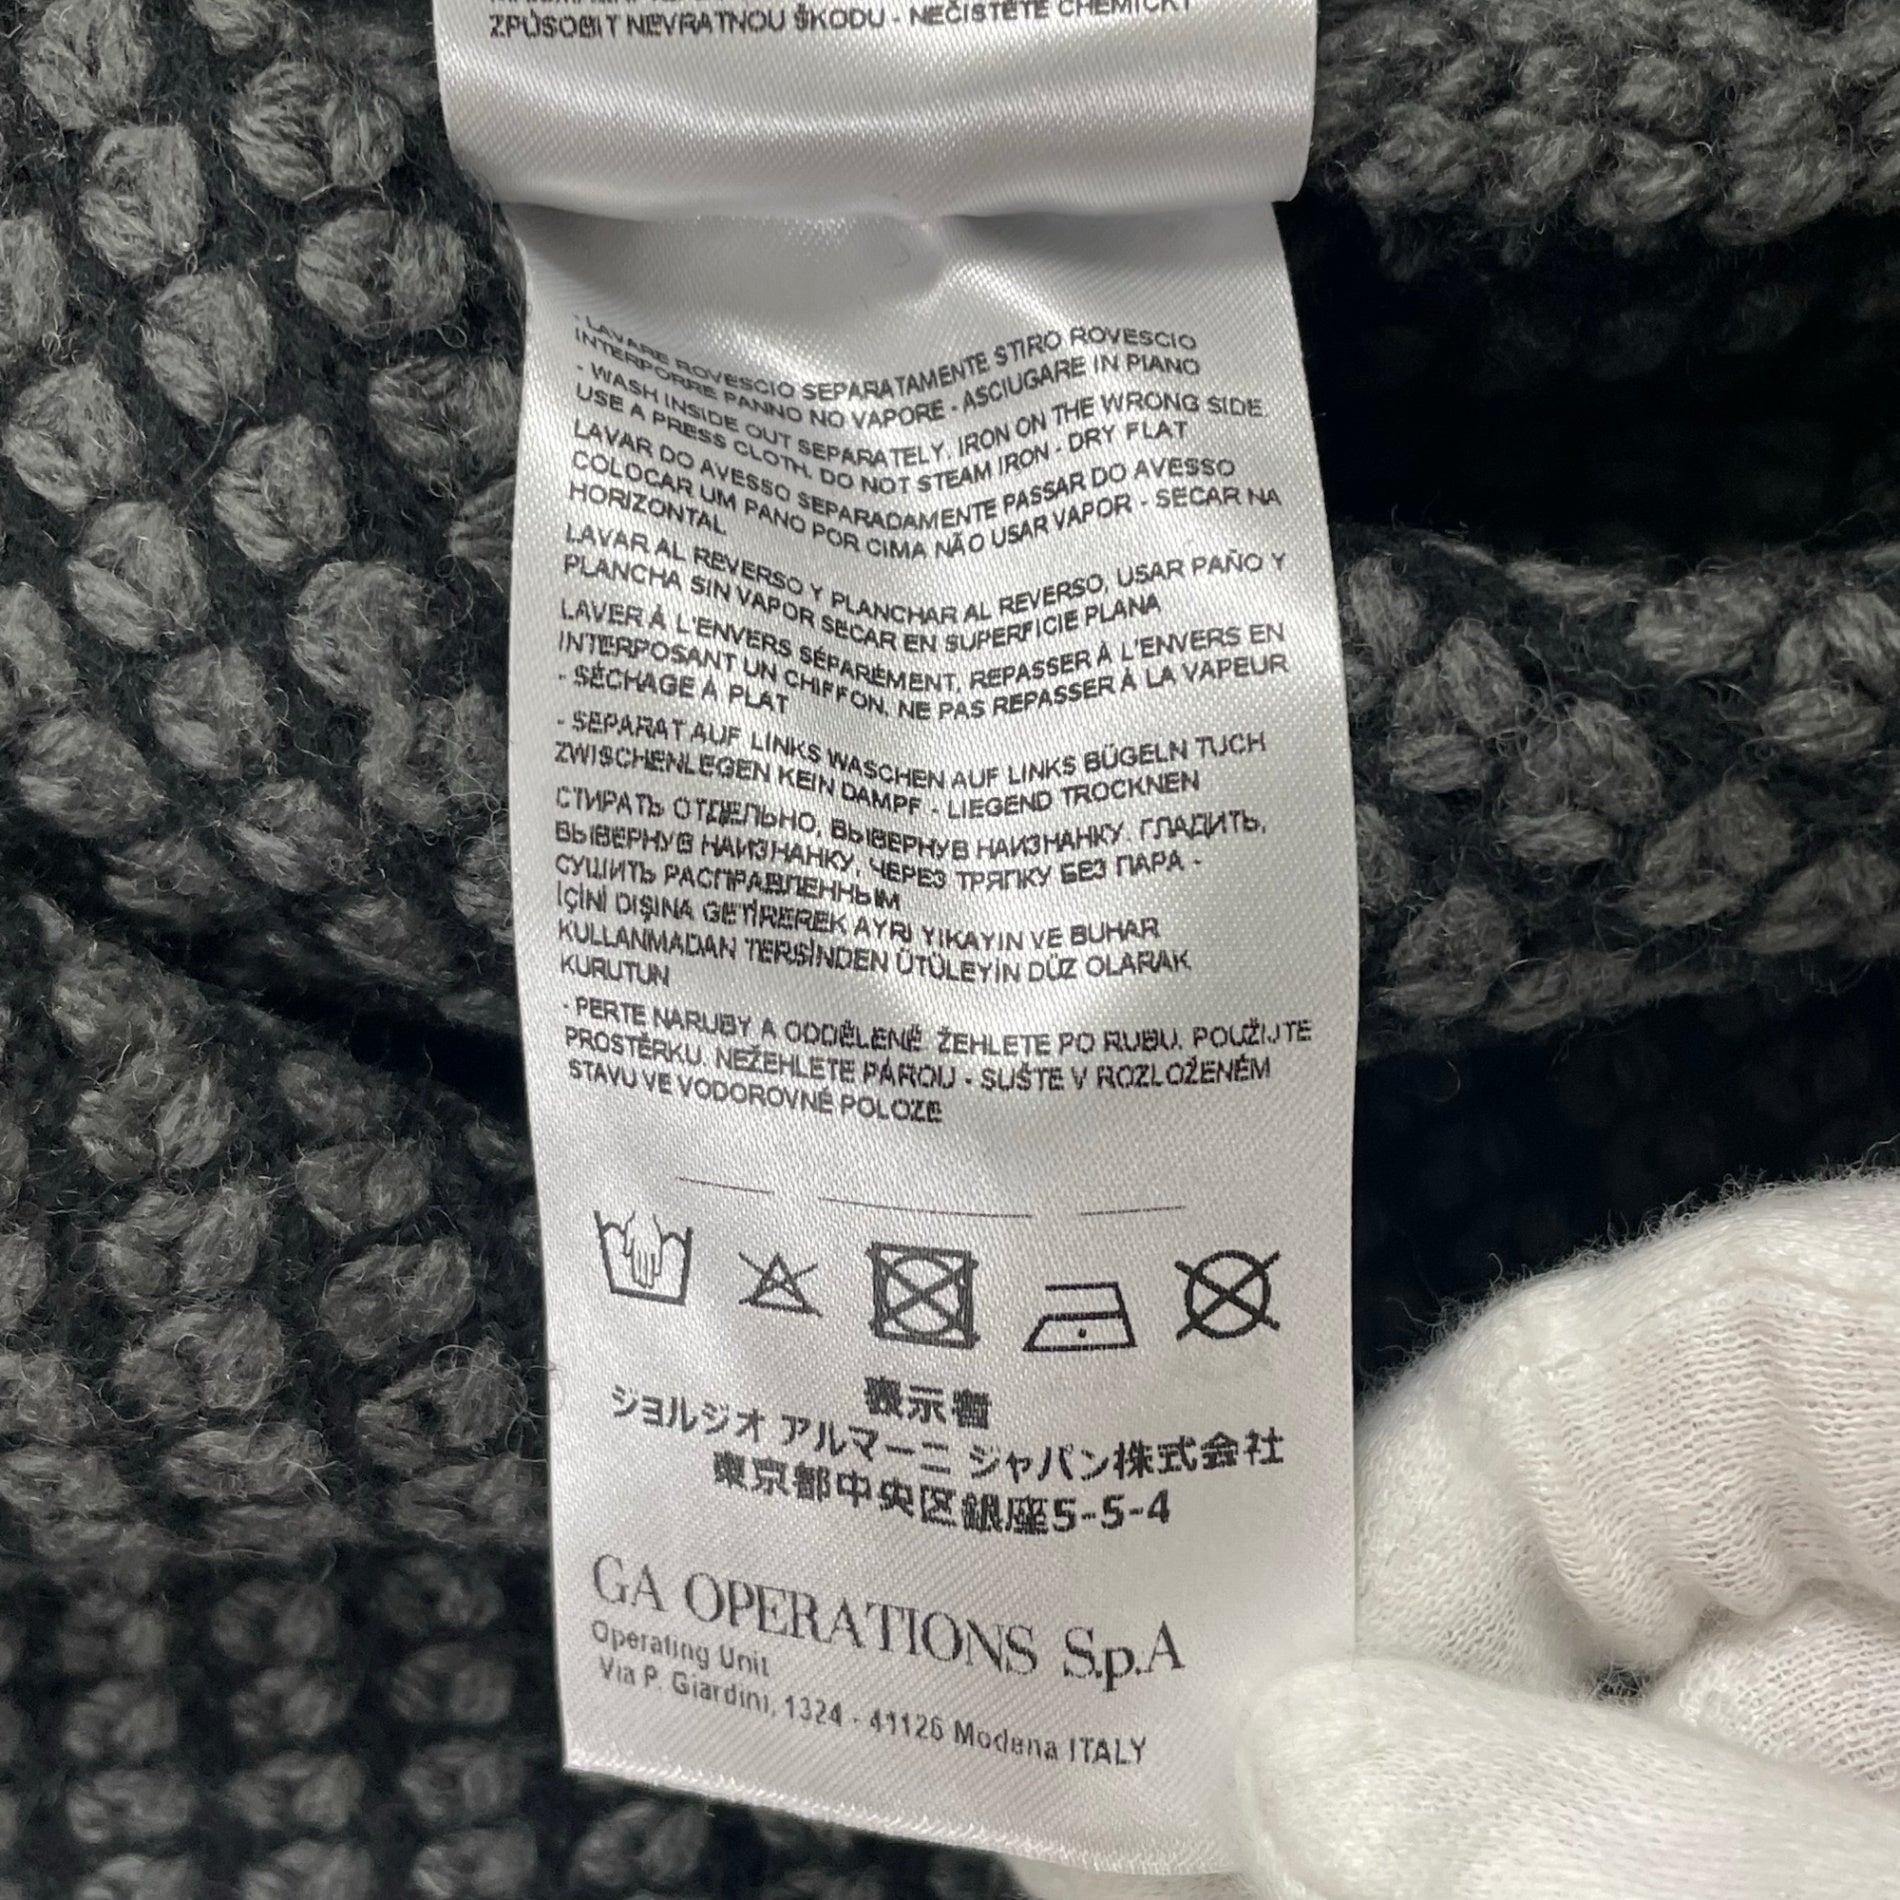 ZPŮSOBIT NEVRATNOU ŠKODU - NEČISTĚTE CHEMICKY
- LAVARE ROVESCIO SEPARATAMENTE STIRO ROVESCIO
INTERPORRE PANNO NO VAPORE - ASCIUGARE IN PIANO
- WASH INSIDE OUT SEPARATELY, IRON ON THE WRONG SIDE.
USE A PRESS CLOTH. DO NOT STEAM IRON - DRY FLAT
LAVAR DO AVESSO SEPARADAMENTE PASSAR DO AVESSO
COLOCAR UM PANO POR CIMA NÃO USAR VAPOR - SECAR NA
HORIZONTAL
LAVAR AL REVERSO Y PLANCHAR AL REVERSO, USAR PAÑO Y
PLANCHA SIN VAPOR SECAR EN SUPERFICIE PLANA
LAVER À L'ENVERS SÉPARÉMENT, REPASSER À L'ENVERS EN
INTERPOSANT UN CHIFFON. NE PAS REPASSER À LA VAPEUR
- SÉCHAGE À PLAT
- SEPARAT AUF LINKS WASCHEN AUF LINKS BÜGELN TUCH
ZWISCHENLEGEN KEIN DAMPF - LIEGEND TROCKNEN
СТИРАТЬ ОТДЕЛЬНО, ВЫВЕРНУВ НАИЗНАНКУ. ГЛАДИТЬ,
ВЫВЕРНУВ НАИЗНАНКУ, ЧЕРЕЗ ТРЯПКУ БЕЗ ПАРА -
СУШИТЬ РАСПРАВЛЕННЫМ
İÇİNİ DIŞINA GETİREREK AYRI YIKAYIN VE BUHAR
KULLANMADAN TERSİNDEN ÜTÜLEYİN DÜZ OLARAK
KURUTUN
- PERTE NARUBY A ODDĚLENĚ. ŽEHLETE PO RUBU. POUŽIJTE
PROSTĚRKU. NEŽEHLETE PÁROU - SUŠTE V ROZLOŽENÉM
STAVU VE VODOROVNÉ POLOZE
表示者
ジョルジオ アルマーニ ジャパン株式会社
東京都中央区銀座5-5-4
GA OPERATIONS S.p.A
Operating Unit
Via P. Giardini, 1324 - 41126 Modena ITALY